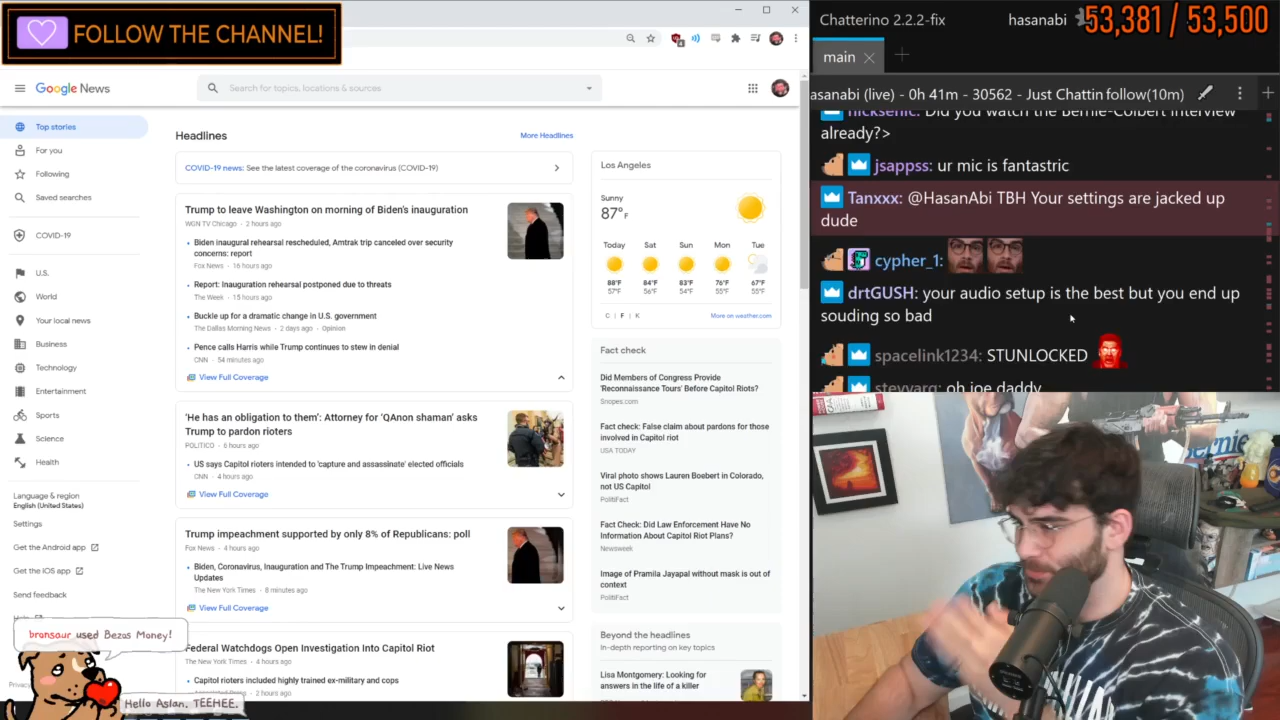 FOLLOW THE CHANNEL!
Google News
Search for topics, locations & sources
Top stories
For you
Following
Saved searches
COVID-19
U.S.
World
Your local news
Business
Technology
Entertainment
Sports
Science
Health
Language & region
English (United States)
Settings
Get the Android app
Get the iOS app
Send feedback
bransaur used Bezos Money!
Hello Aslan. TEEHEE.
Headlines
More Headlines
COVID-19 news: See the latest coverage of the coronavirus (COVID-19)
Trump to leave Washington on morning of Biden's inauguration
WGN TV Chicago · 2 hours ago
Biden inaugural rehearsal rescheduled, Amtrak trip canceled over security
concerns: report
Fox News · 16 hours ago
Report: Inauguration rehearsal postponed due to threats
The Week · 15 hours ago
Buckle up for a dramatic change in U.S. government
The Dallas Morning News · 2 days ago · Opinion
Pence calls Harris while Trump continues to stew in denial
CNN · 54 minutes ago
View Full Coverage
'He has an obligation to them': Attorney for 'QAnon shaman' asks
Trump to pardon rioters
POLITICO · 6 hours ago
US says Capitol rioters intended to 'capture and assassinate' elected officials
CNN · 4 hours ago
View Full Coverage
Trump impeachment supported by only 8% of Republicans: poll
Fox News · 4 hours ago
Biden, Coronavirus, Inauguration and The Trump Impeachment: Live News
Updates
The New York Times · 8 minutes ago
View Full Coverage
Federal Watchdogs Open Investigation Into Capitol Riot
The New York Times · 4 hours ago
Capitol rioters included highly trained ex-military and cops
2 hours ago
Los Angeles
Sunny
87° F
Today Sat Sun Mon Tue
88°F 84°F 83°F 76°F 67°F
57°F 56°F 54°F 55°F 55°F
C | F | K
More on weather.com
Fact check
Did Members of Congress Provide
'Reconnaissance Tours' Before Capitol Riots?
Snopes.com
Fact check: False claim about pardons for those
involved in Capitol riot
USA TODAY
Viral photo shows Lauren Boebert in Colorado,
not US Capitol
PolitiFact
Fact Check: Did Law Enforcement Have No
Information About Capitol Riot Plans?
Newsweek
Image of Pramila Jayapal without mask is out of
context
PolitiFact
Beyond the headlines
In-depth reporting on key topics
Lisa Montgomery: Looking for
answers in the life of a killer
Chatterino 2.2.2-fix
hasanabi
53,381 / 53,500
main
asanabi (live) - 0h 41m - 30562 - Just Chattin follow(10m)
nicksenic: Did you watch the Bernie-Colbert interview
already?>
jsappss: ur mic is fantastric
Tanxxx: @HasanAbi TBH Your settings are jacked up
dude
cypher_1:
drtGUSH: your audio setup is the best but you end up
souding so bad
spacelink1234: STUNLOCKED
stevyarg: oh joe daddy
Bernie